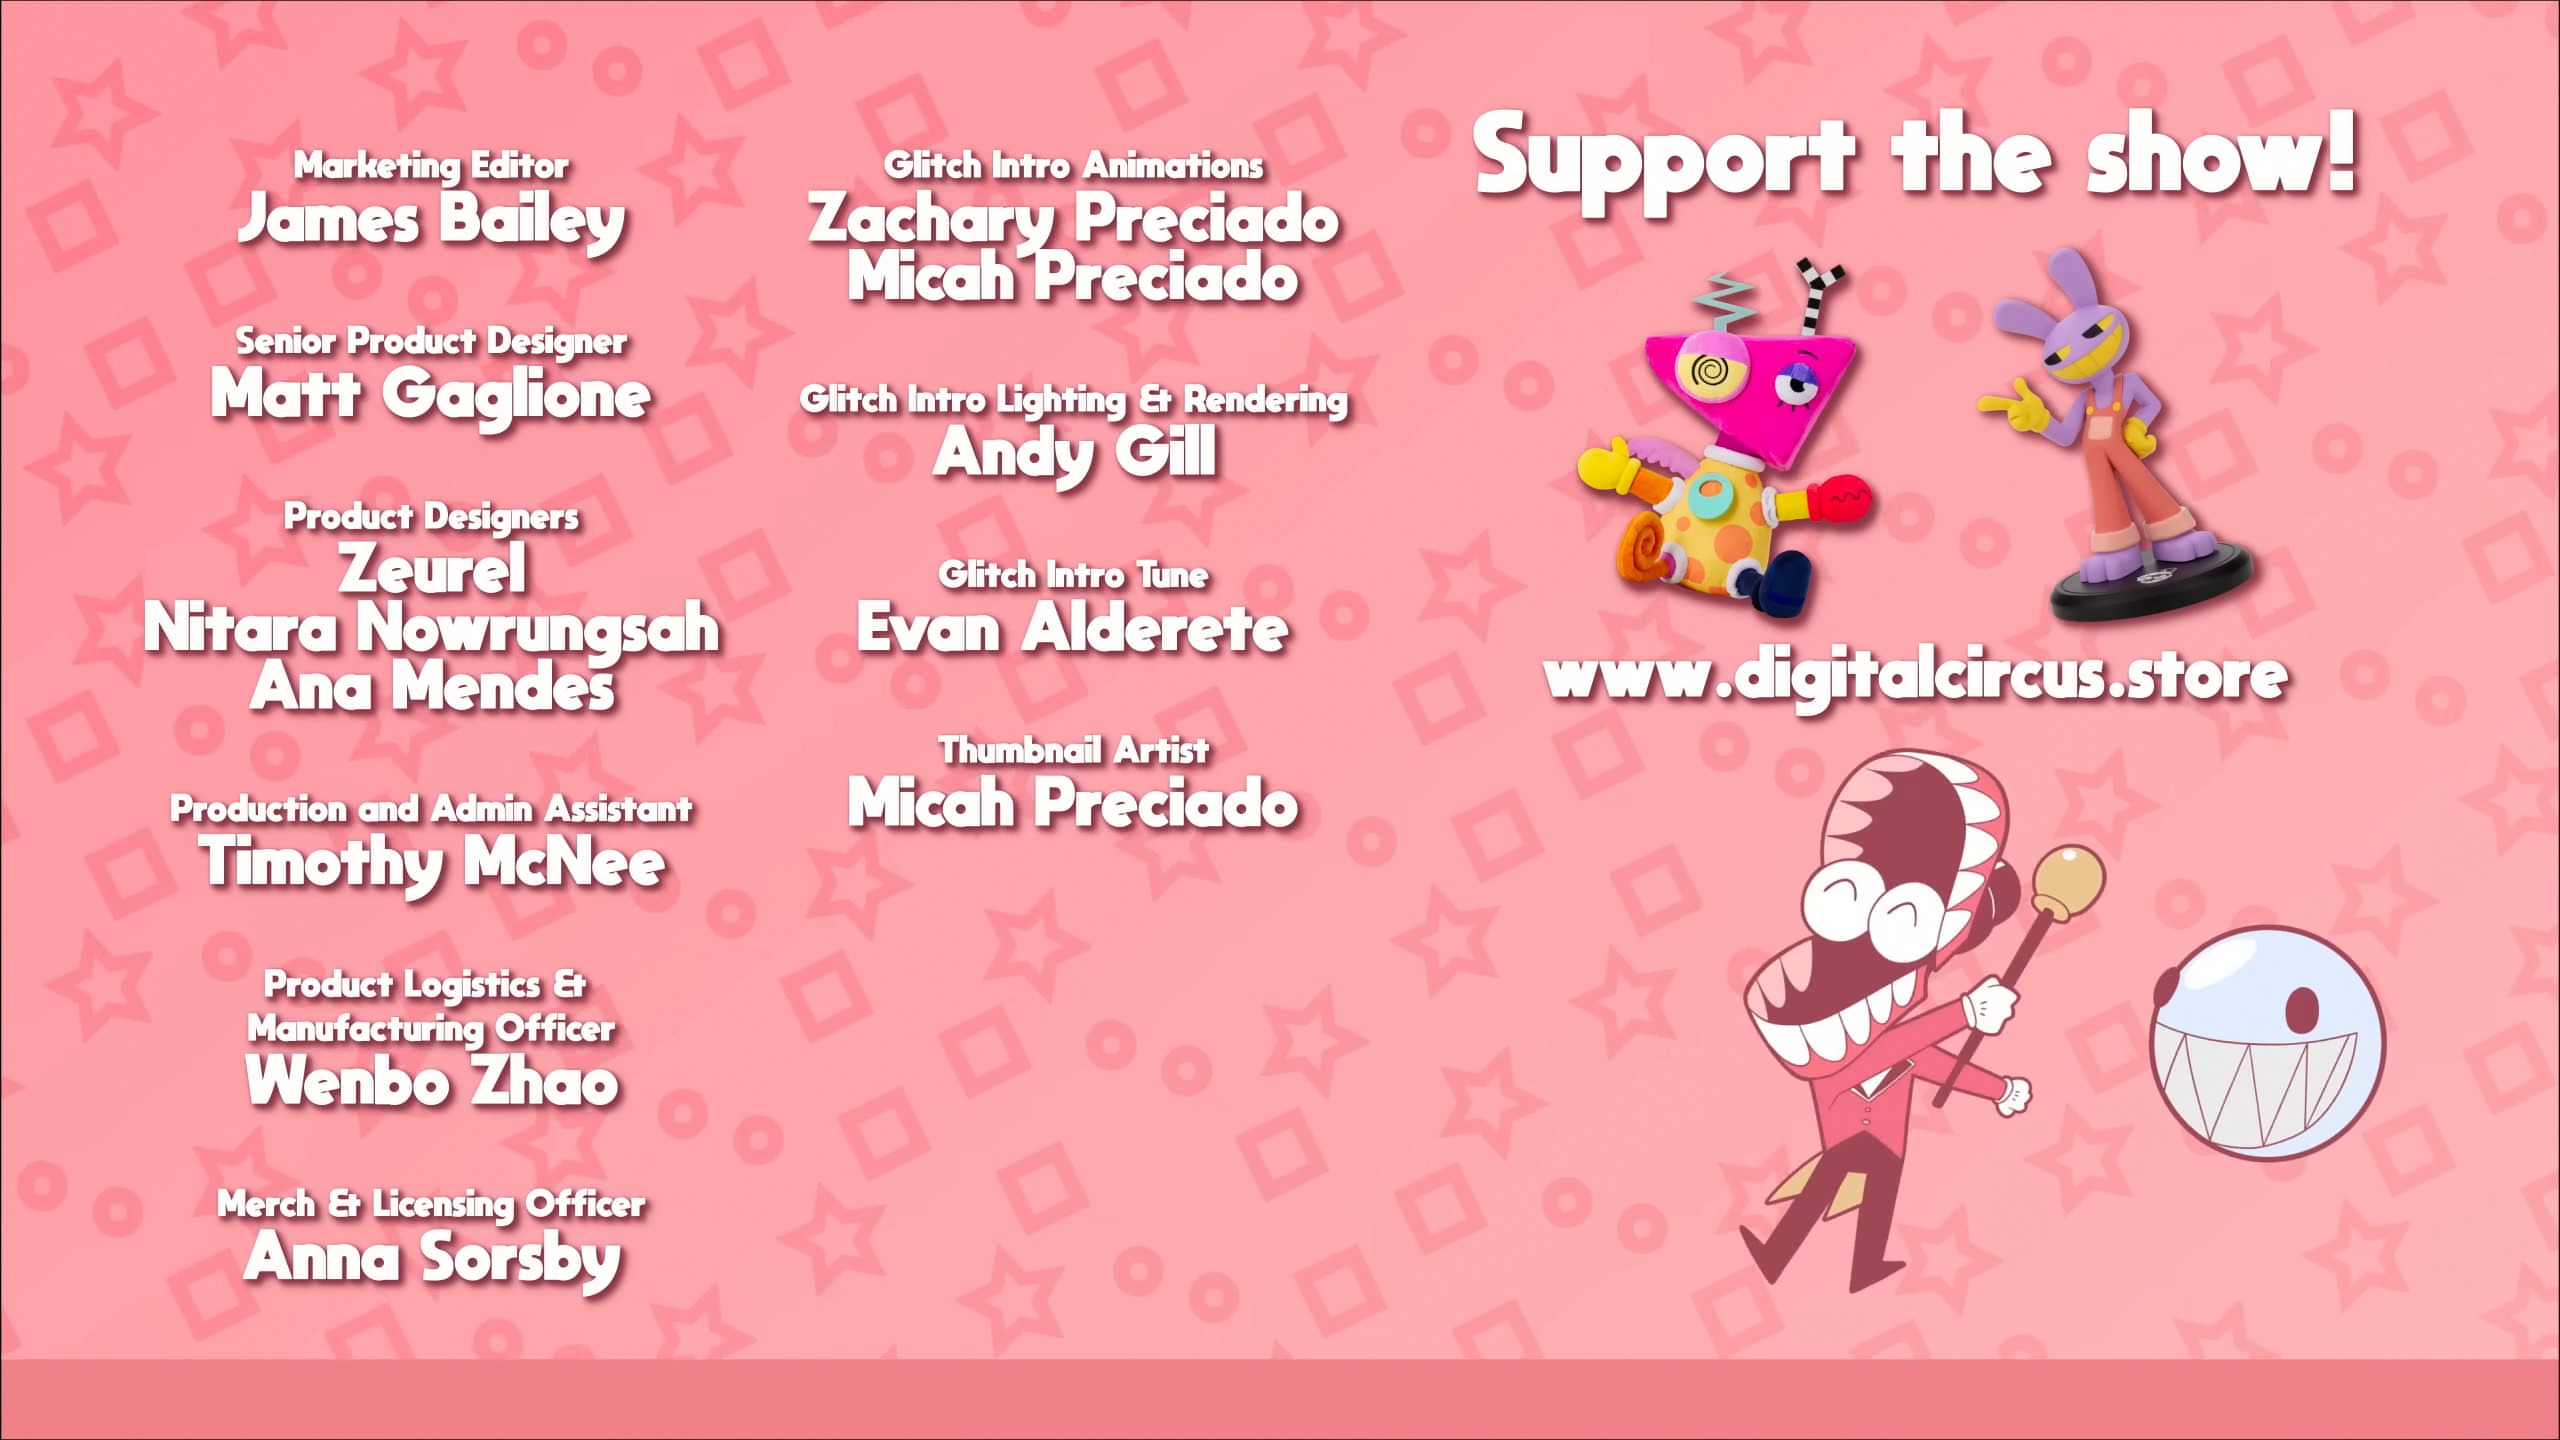 Marketing Editor
James Bailey
Senior Product Designer
Matt Gaglione
Product Designers
Zeurel
Nitara Nowrungsah
Ana Mendes
Production and Admin Assistant
Timothy McNee
Product Logistics &
Manufacturing Officer
Wenbo Zhao
Merch & Licensing Officer
Anna Sorsby
Glitch Intro Animations
Zachary Preciado
Micah Preciado
Glitch Intro Lighting & Rendering
Andy Gill
Glitch Intro Tune
Evan Alderete
Thumbnail Artist
Micah Preciado
Support the show!
www.digitalcircus.store